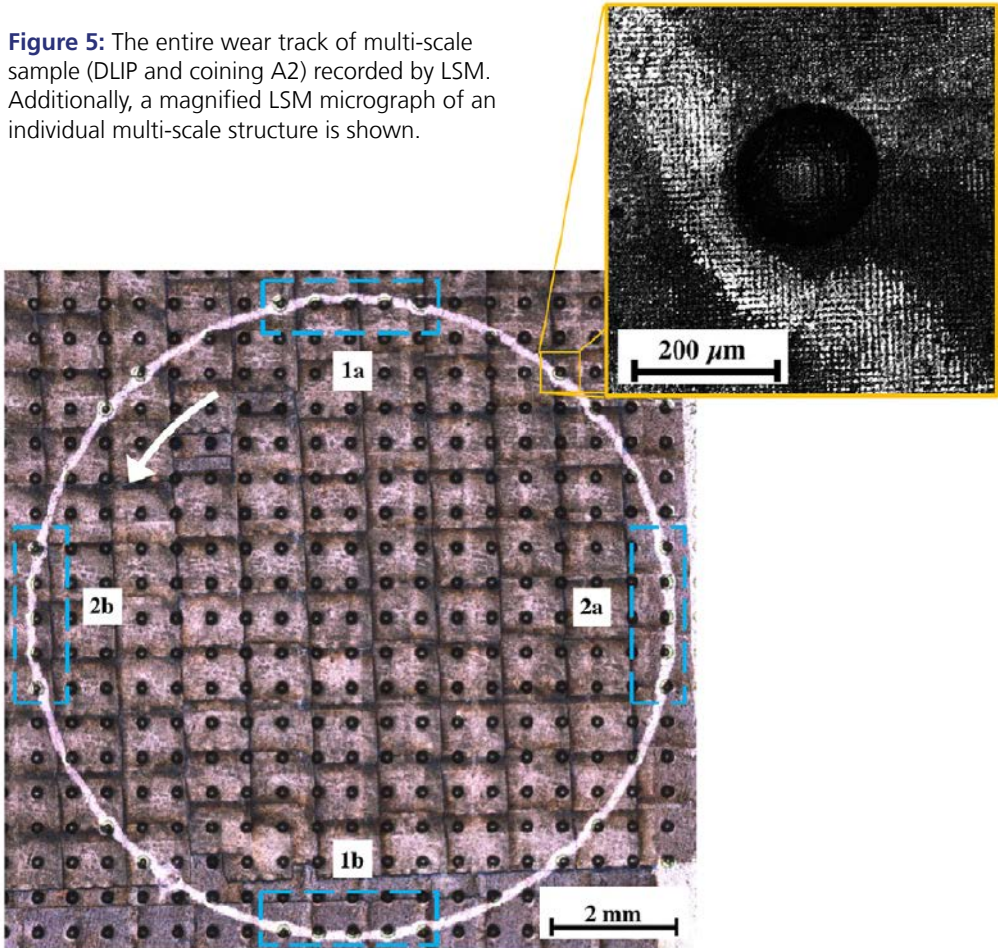 Figure 5: The entire wear track of multi-scale
sample (DLIP and coining A2) recorded by LSM.
Additionally, a magnified LSM micrograph of an
individual multi-scale structure is shown.
200 μm
1a
2b
2a
1b
2 mm